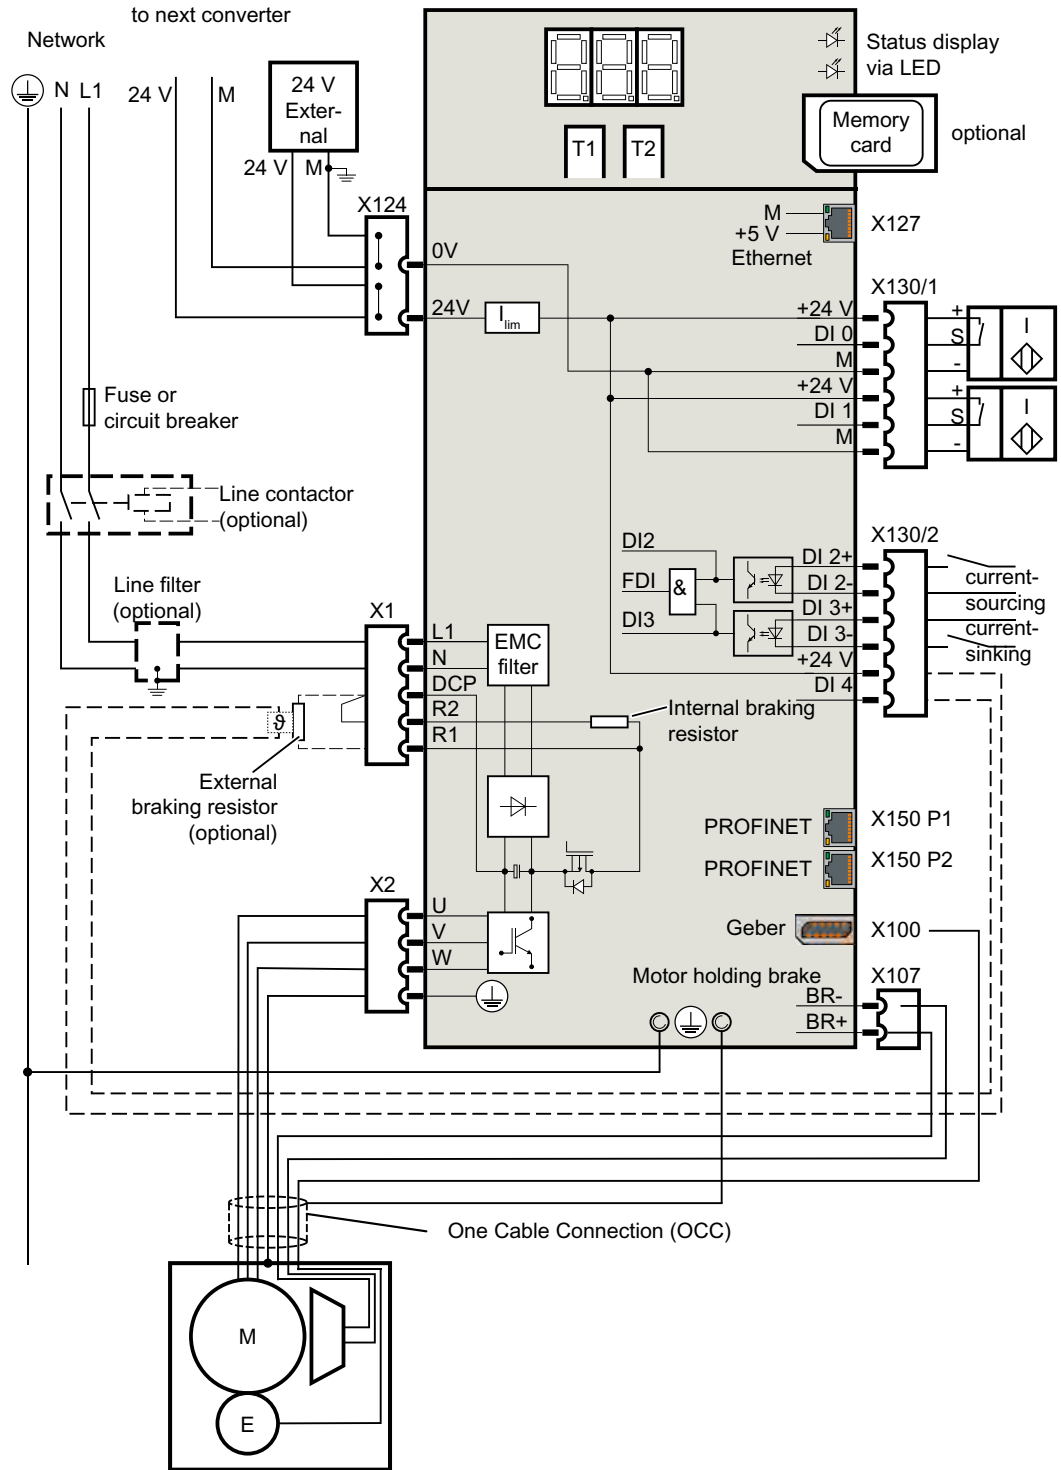 to next converter
Network
N L1
24 V M
24 V
Exter-
nal
24 V M
X124
0V
24V
Ilim
T1 T2
Status display
via LED
Memory
card
optional
M
+5 V
Ethernet
X127
X130/1
+24 V
DI 0
M
+24 V
DI 1
M
+
S
-
I
+
S
-
I
Fuse or
circuit breaker
Line contactor
(optional)
Line filter
(optional)
X1
L1
N
DCP
R2
R1
EMC
filter
DI2
FDI
DI3
&
X130/2
DI 2+
DI 2-
DI 3+
DI 3-
+24 V
DI 4
current-
sourcing
current-
sinking
Internal braking
resistor
ϑ
External
braking resistor
(optional)
PROFINET X150 P1
PROFINET X150 P2
X2
U
V
W
Geber X100
Motor holding brake
X107
BR-
BR+
One Cable Connection (OCC)
M
E